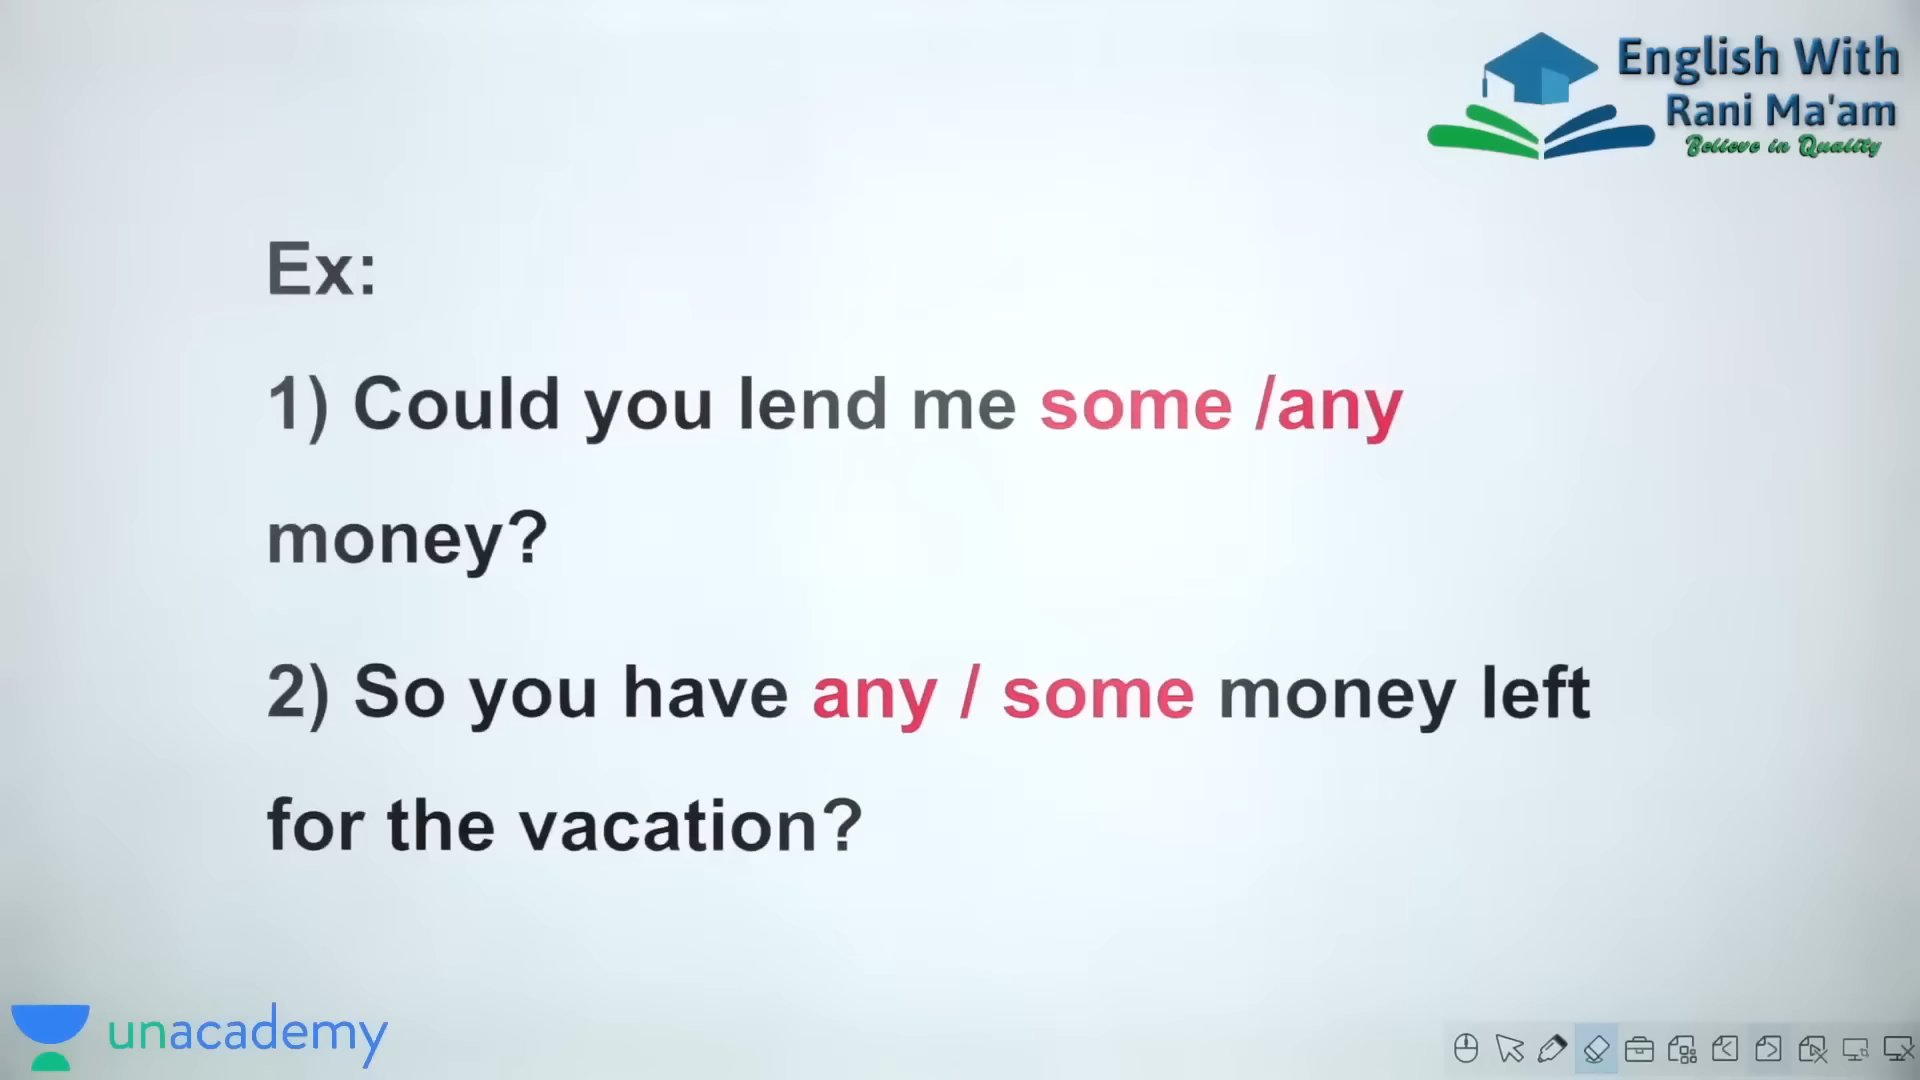 English With
Rani Ma'am
Believe in Quality
Ex:
1) Could you lend me some /any
money?
2) So you have any / some money left
for the vacation?
unacademy